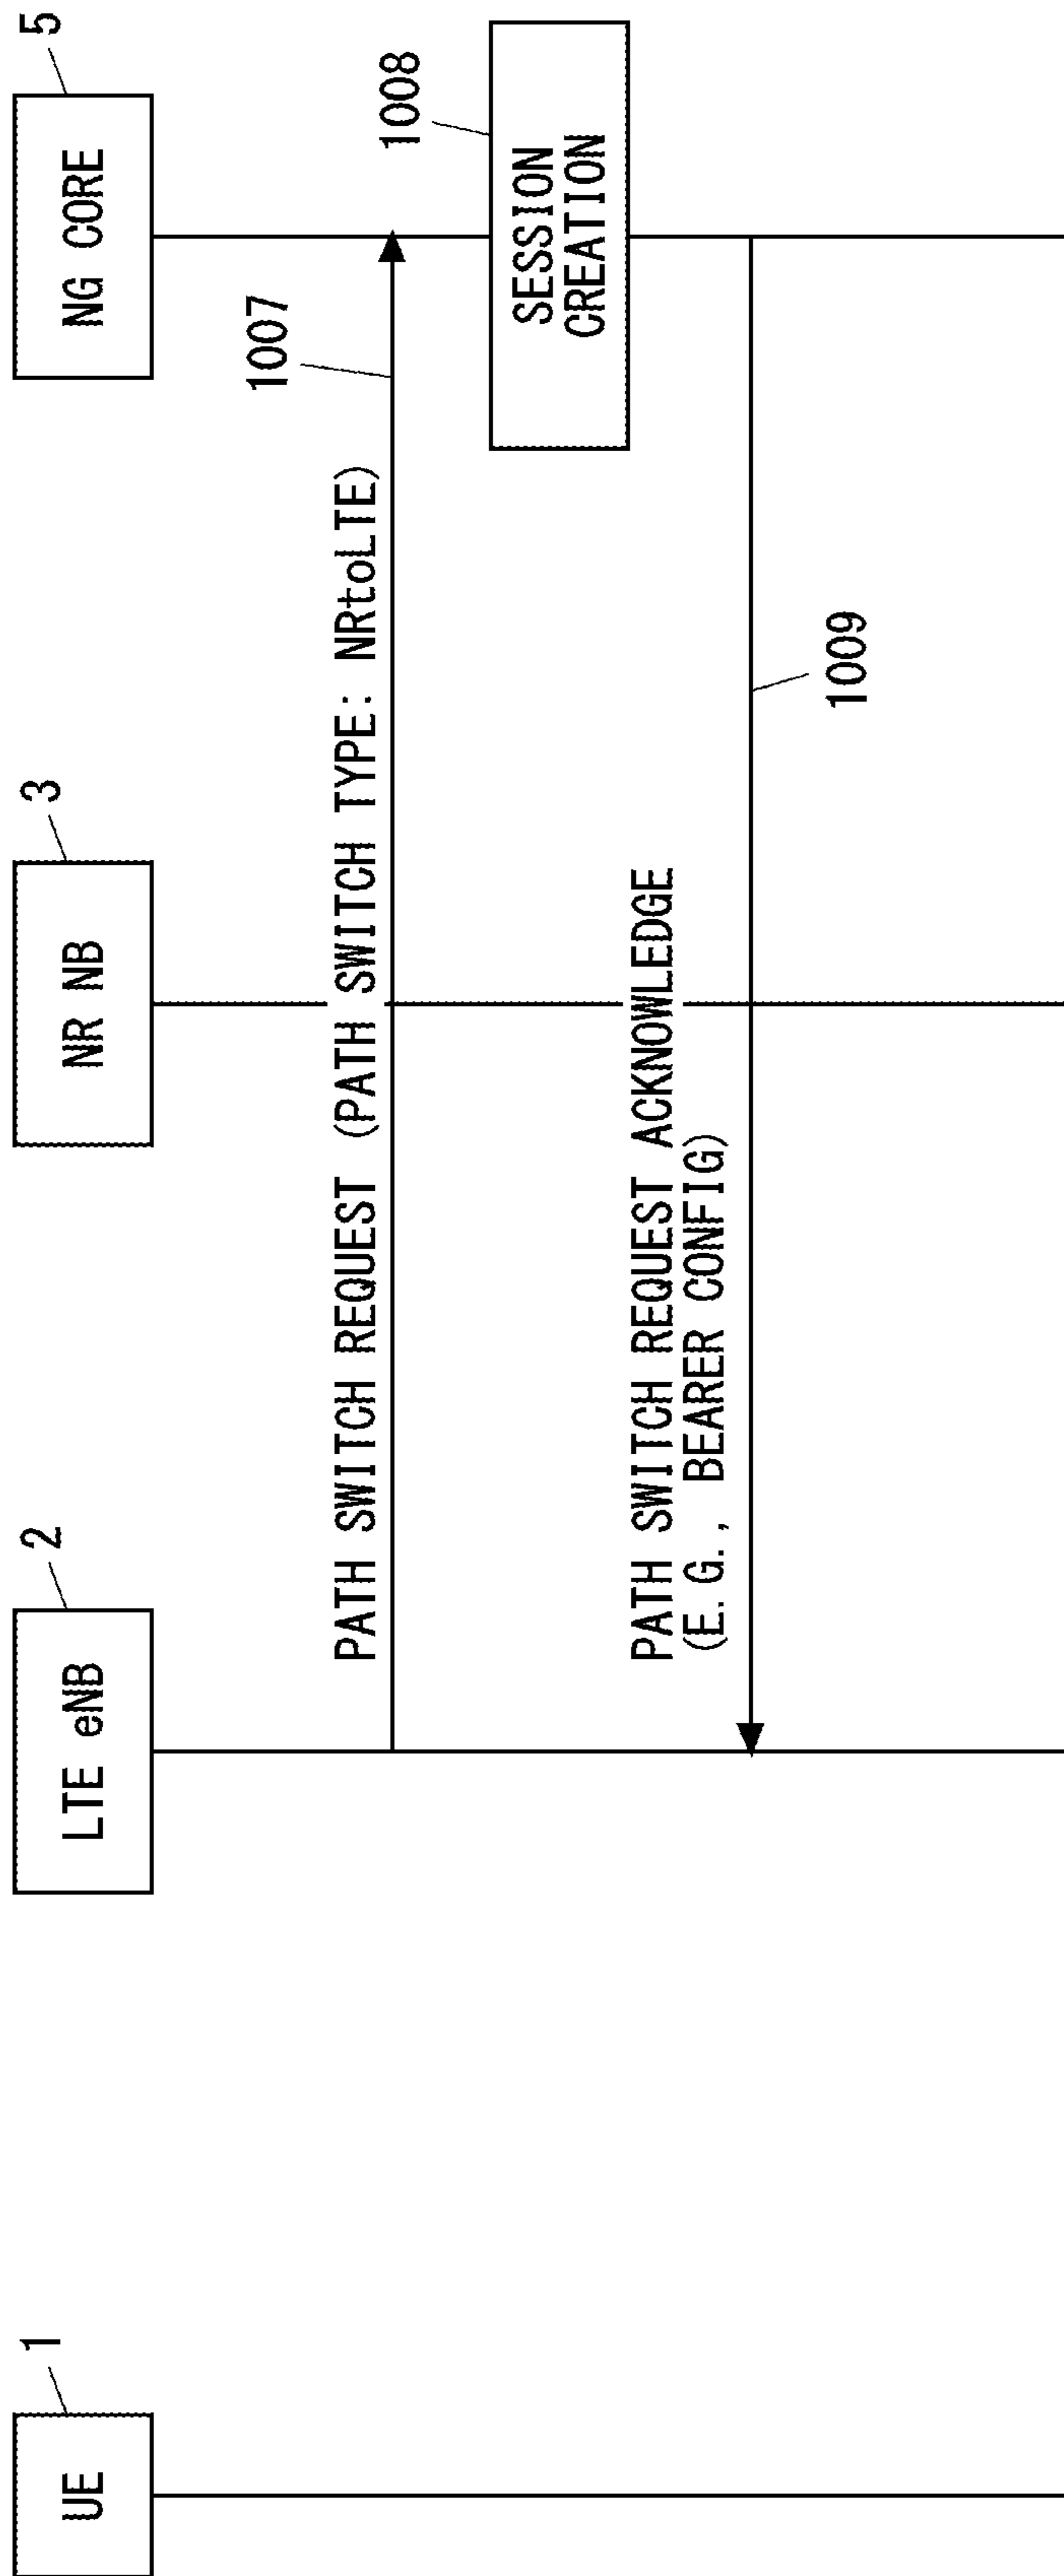 UE
1
LTE eNB
2
NR NB
3
NG CORE
5
PATH SWITCH REQUEST (PATH SWITCH TYPE: NRtoLTE)
1007
SESSION
CREATION
1008
PATH SWITCH REQUEST ACKNOWLEDGE
(E.G., BEARER CONFIG)
1009